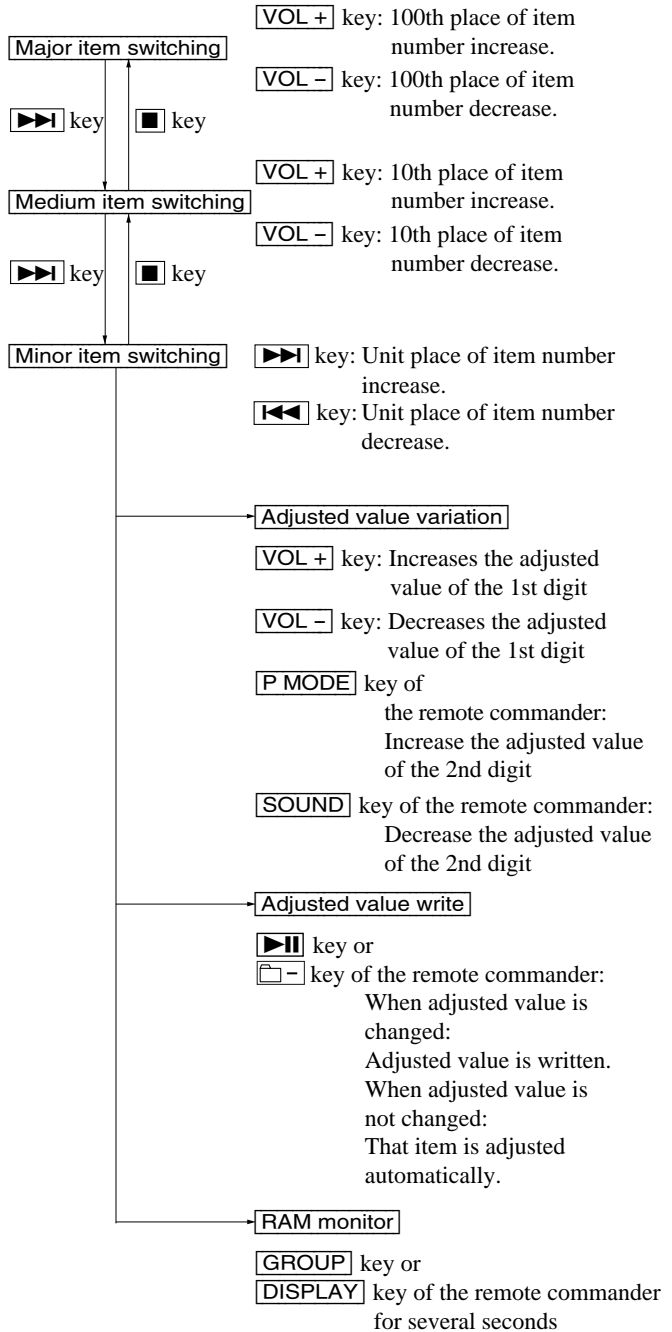 VOL + key: 100th place of item
number increase.
Major item switching
VOL − key: 100th place of item
number decrease.
▶▶I key
■ key
VOL + key: 10th place of item
number increase.
Medium item switching
VOL − key: 10th place of item
number decrease.
▶▶I key
■ key
Minor item switching
▶▶I key: Unit place of item number
increase.
I◀◀ key: Unit place of item number
decrease.
Adjusted value variation
VOL + key: Increases the adjusted
value of the 1st digit
VOL − key: Decreases the adjusted
value of the 1st digit
P MODE key of
the remote commander:
Increase the adjusted value
of the 2nd digit
SOUND key of the remote commander:
Decrease the adjusted value
of the 2nd digit
Adjusted value write
▶II key or
🗀 − key of the remote commander:
When adjusted value is
changed:
Adjusted value is written.
When adjusted value is
not changed:
That item is adjusted
automatically.
RAM monitor
GROUP key or
DISPLAY key of the remote commander
for several seconds